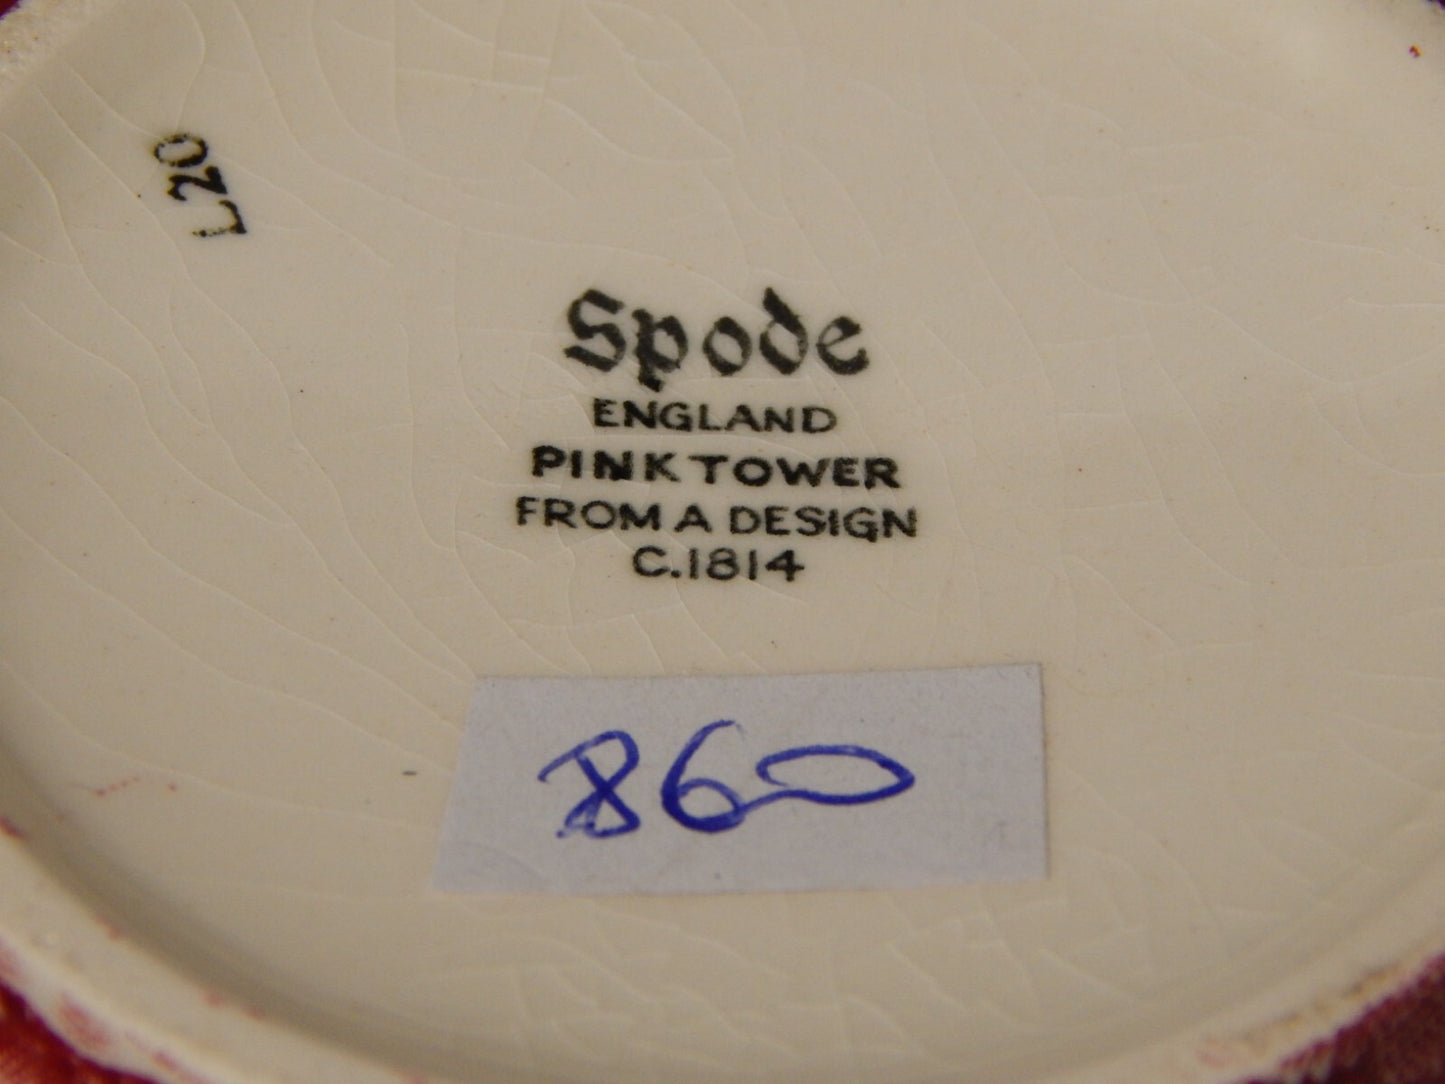 L20
Spode
ENGLAND
PINK TOWER
FROM A DESIGN
C.1814
860